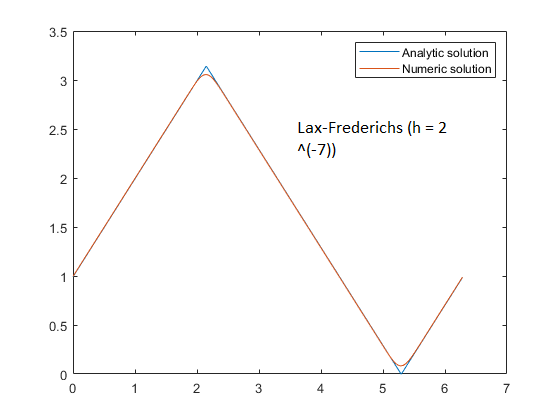 3.5
Analytic solution
Numeric solution
3
Lax-Frederichs (h = 2
^(-7))
2.5
2
1.5
1
0.5
0
0 1 2 3 4 5 6 7